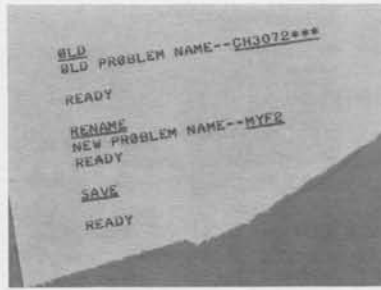 ØLD
ØLD PRØBLEM NAME--CH3072***
READY
RENAME
NEW PRØBLEM NAME--MYF2
READY
SAVE
READY